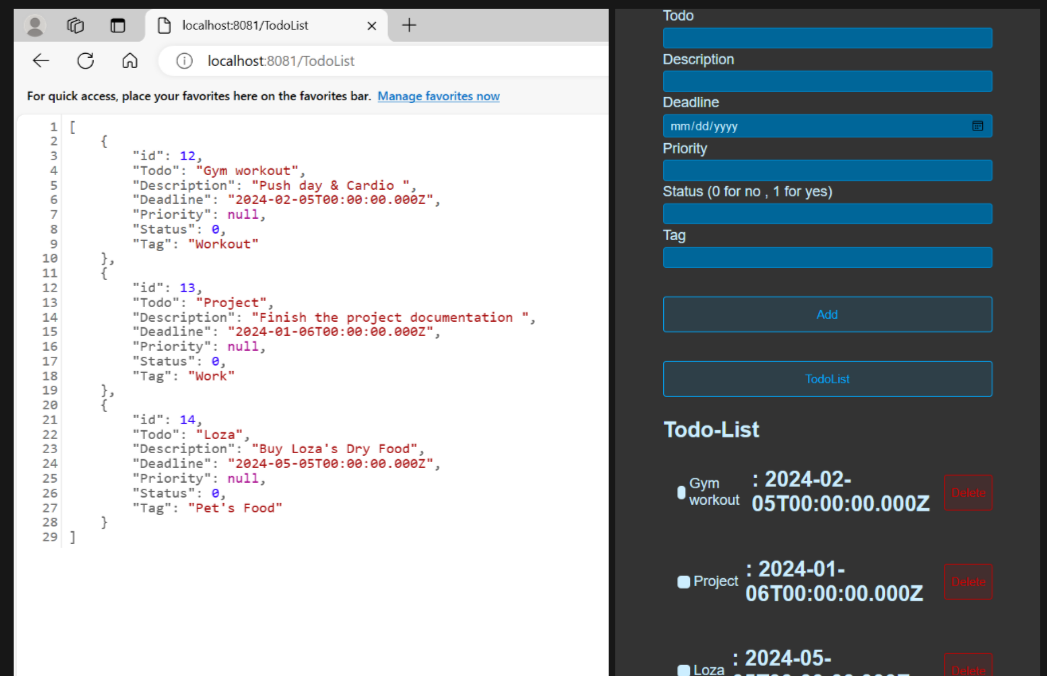 localhost:8081/TodoList
localhost:8081/TodoList
For quick access, place your favorites here on the favorites bar. Manage favorites now
1 [
2 {
3 "id": 12,
4 "Todo": "Gym workout",
5 "Description": "Push day & Cardio ",
6 "Deadline": "2024-02-05T00:00:00.000Z",
7 "Priority": null,
8 "Status": 0,
9 "Tag": "Workout"
10 },
11 {
12 "id": 13,
13 "Todo": "Project",
14 "Description": "Finish the project documentation ",
15 "Deadline": "2024-01-06T00:00:00.000Z",
16 "Priority": null,
17 "Status": 0,
18 "Tag": "Work"
19 },
20 {
21 "id": 14,
22 "Todo": "Loza",
23 "Description": "Buy Loza's Dry Food",
24 "Deadline": "2024-05-05T00:00:00.000Z",
25 "Priority": null,
26 "Status": 0,
27 "Tag": "Pet's Food"
28 }
29 ]
Todo
Description
Deadline
mm/dd/yyyy
Priority
Status (0 for no , 1 for yes)
Tag
Add
TodoList
Todo-List
Gym
workout
: 2024-02-
05T00:00:00.000Z
Delete
Project
: 2024-01-
06T00:00:00.000Z
Delete
Loza
: 2024-05-
05T00:00:00.000Z
Delete